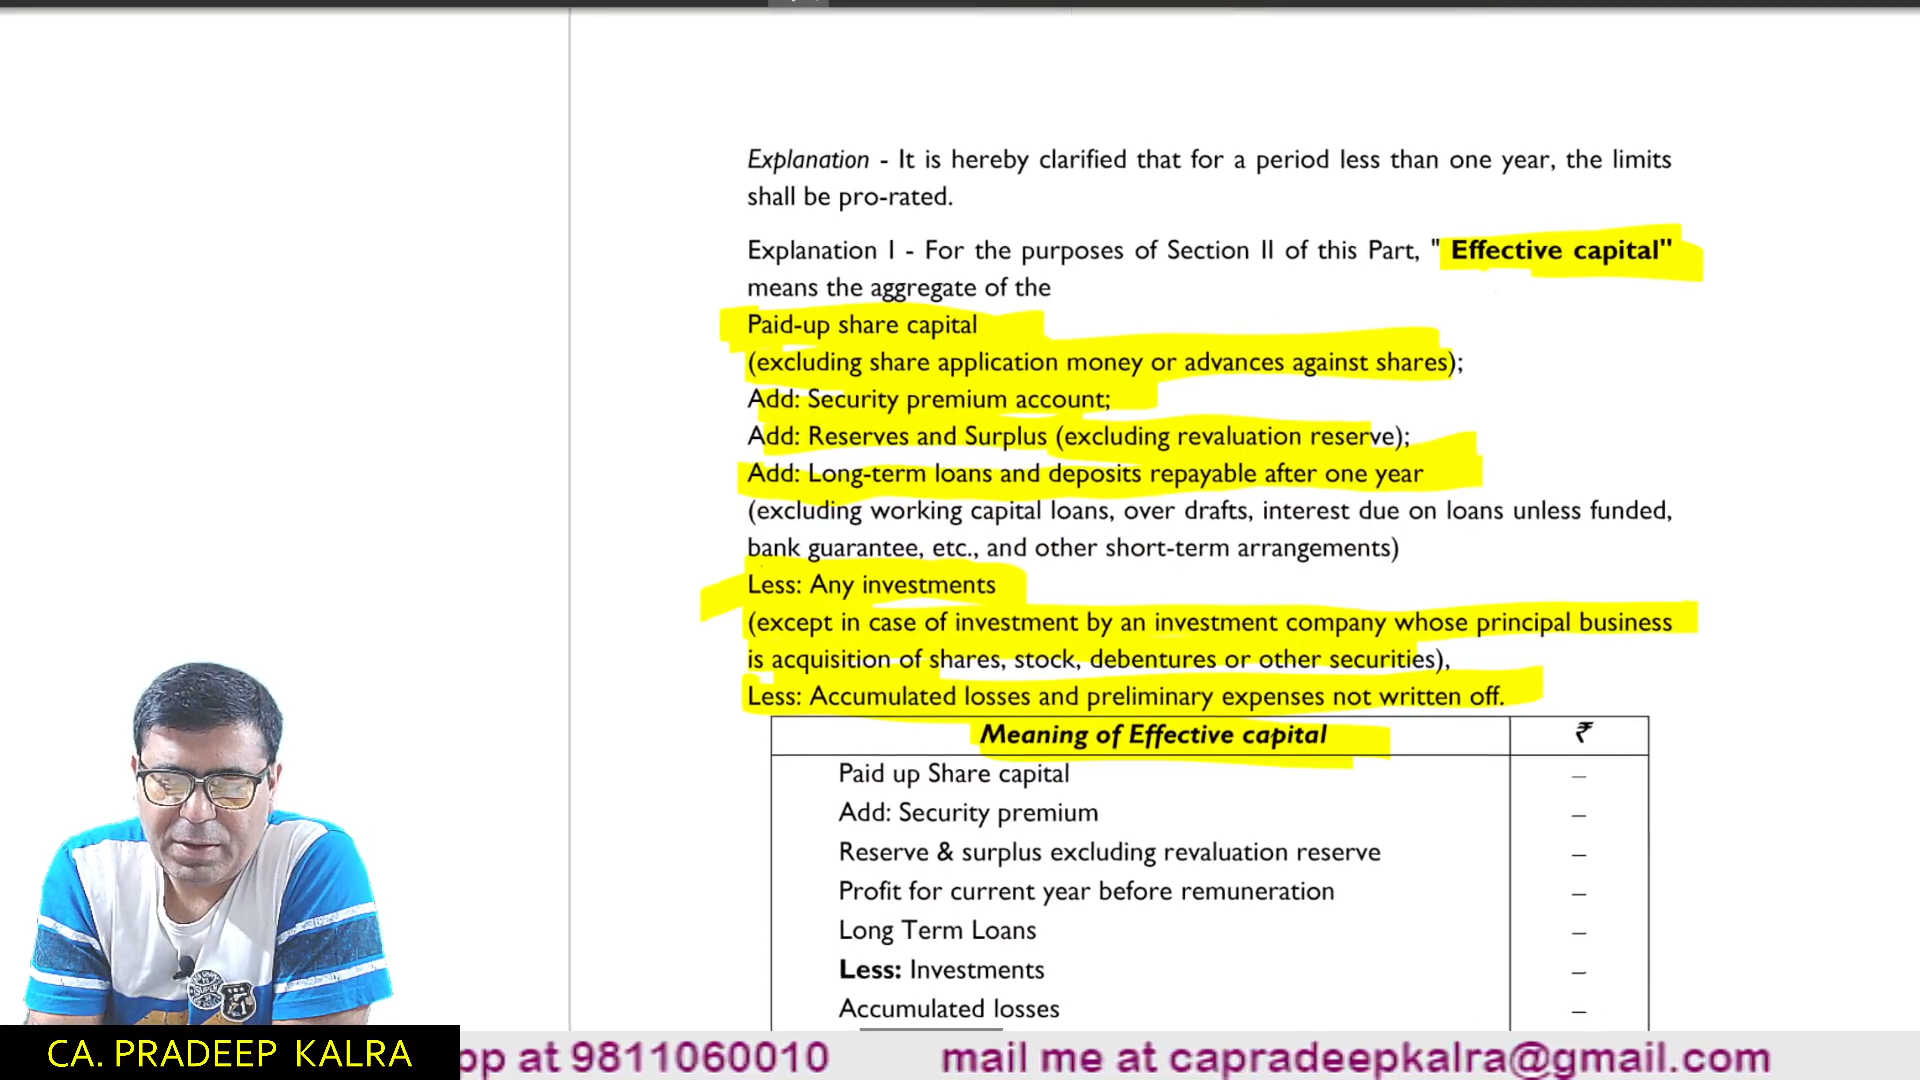 Explanation - It is hereby clarified that for a period less than one year, the limits
shall be pro-rated.
Explanation I - For the purposes of Section II of this Part, " Effective capital"
means the aggregate of the
Paid-up share capital
(excluding share application money or advances against shares);
Add: Security premium account;
Add: Reserves and Surplus (excluding revaluation reserve);
Add: Long-term loans and deposits repayable after one year
(excluding working capital loans, over drafts, interest due on loans unless funded,
bank guarantee, etc., and other short-term arrangements)
Less: Any investments
(except in case of investment by an investment company whose principal business
is acquisition of shares, stock, debentures or other securities),
Less: Accumulated losses and preliminary expenses not written off.
Meaning of Effective capital ₹
Paid up Share capital –
Add: Security premium –
Reserve & surplus excluding revaluation reserve –
Profit for current year before remuneration –
Long Term Loans –
Less: Investments –
Accumulated losses –
CA. PRADEEP KALRA
pp at 9811060010 mail me at capradeepkalra@gmail.com